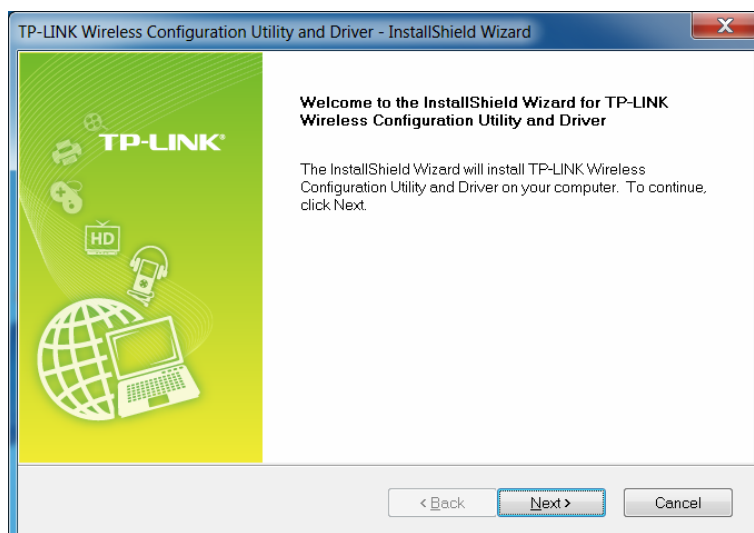 TP-LINK Wireless Configuration Utility and Driver - InstallShield Wizard
TP-LINK®
HD
Welcome to the InstallShield Wizard for TP-LINK
Wireless Configuration Utility and Driver
The InstallShield Wizard will install TP-LINK Wireless
Configuration Utility and Driver on your computer. To continue,
click Next.
< Back
Next >
Cancel